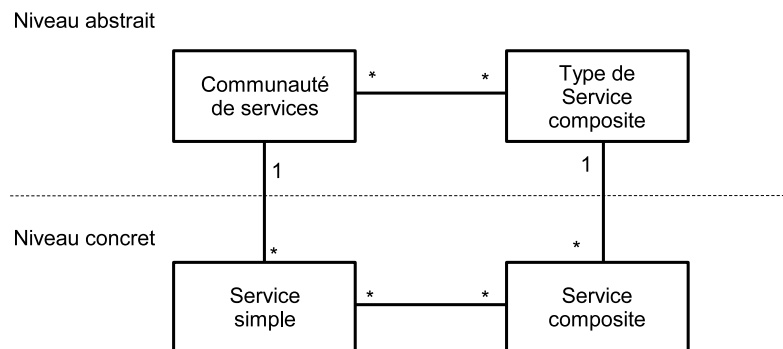 Niveau abstrait
Communauté
de services
*
*
Type de
Service
composite
1
1
Niveau concret
*
*
Service
simple
*
*
Service
composite